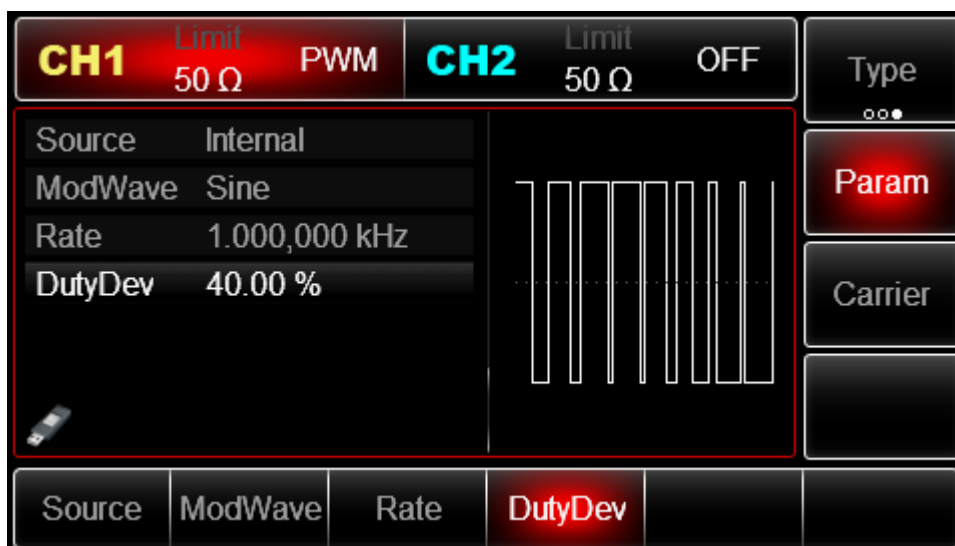 CH1 Limit 50 Ω PWM CH2 Limit 50 Ω OFF
Type
Source Internal
ModWave Sine
Rate 1.000,000 kHz
DutyDev 40.00 %
Param
Carrier
Source ModWave Rate DutyDev